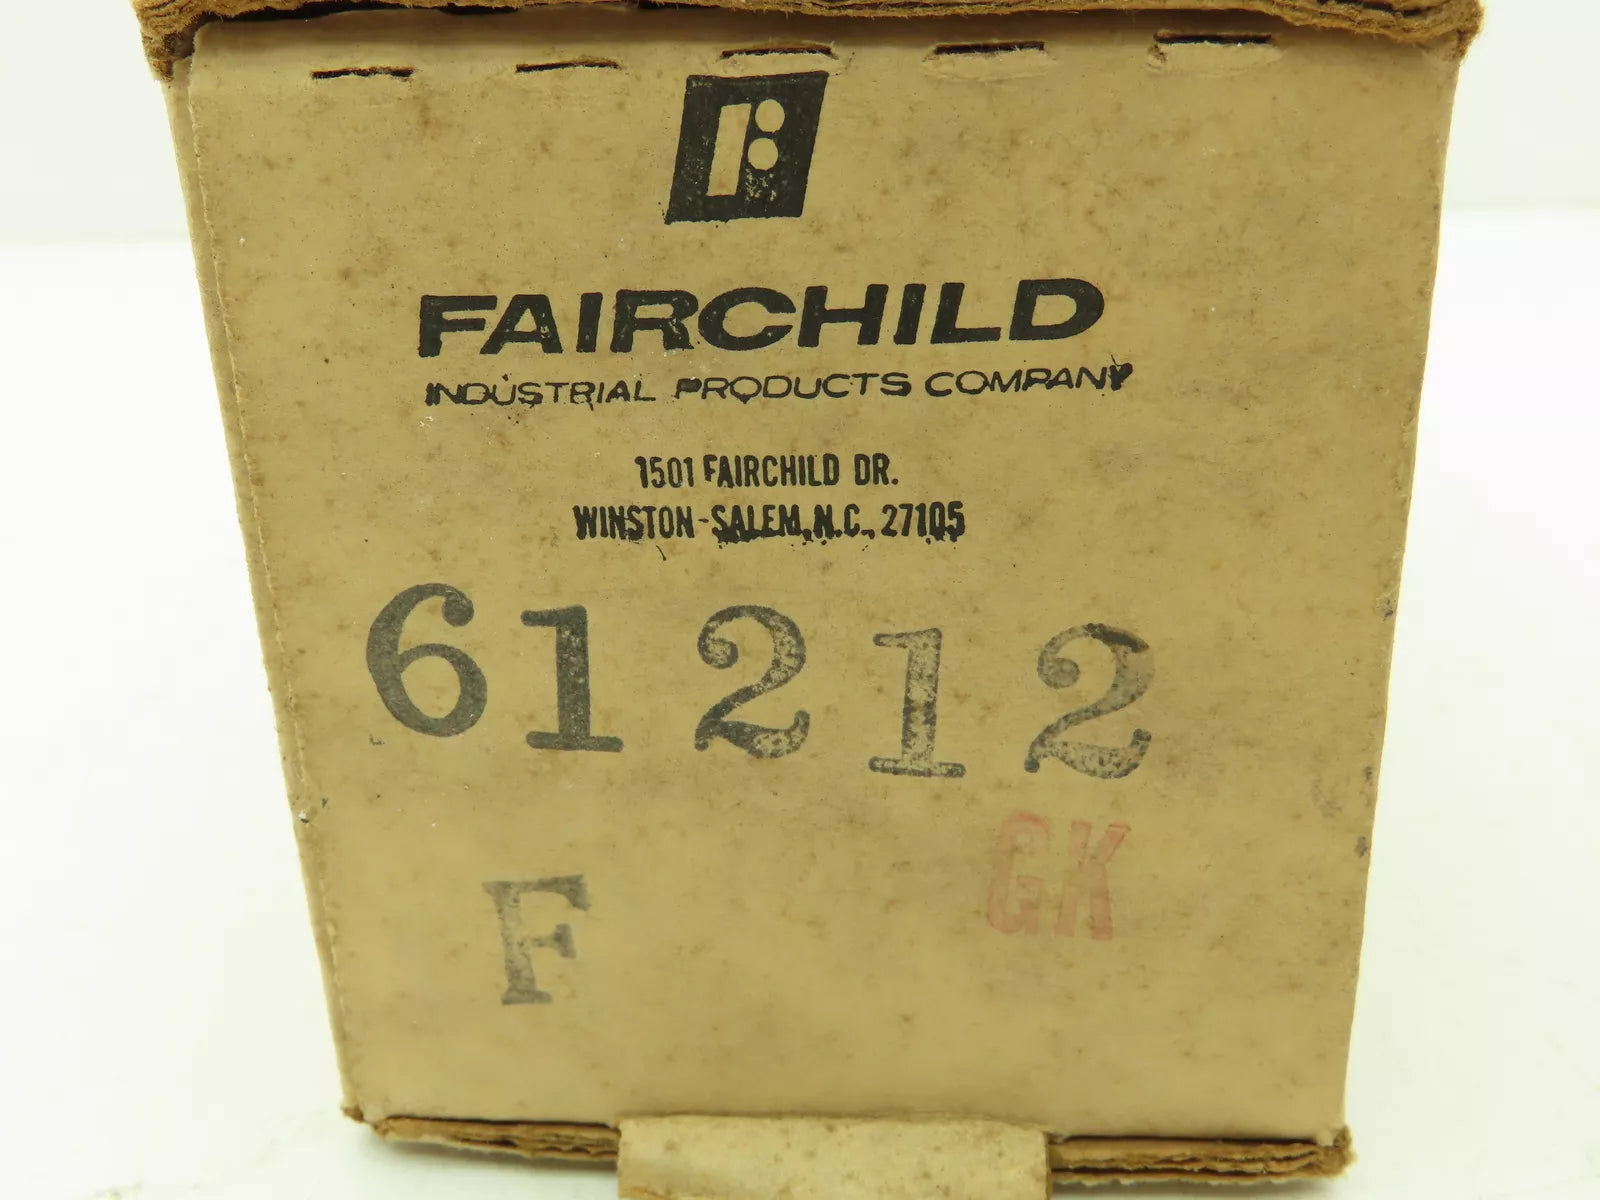 FAIRCHILD
INDUSTRIAL PRODUCTS COMPANY
1501 FAIRCHILD DR.
WINSTON-SALEM, N.C., 27105
61212
GK
F